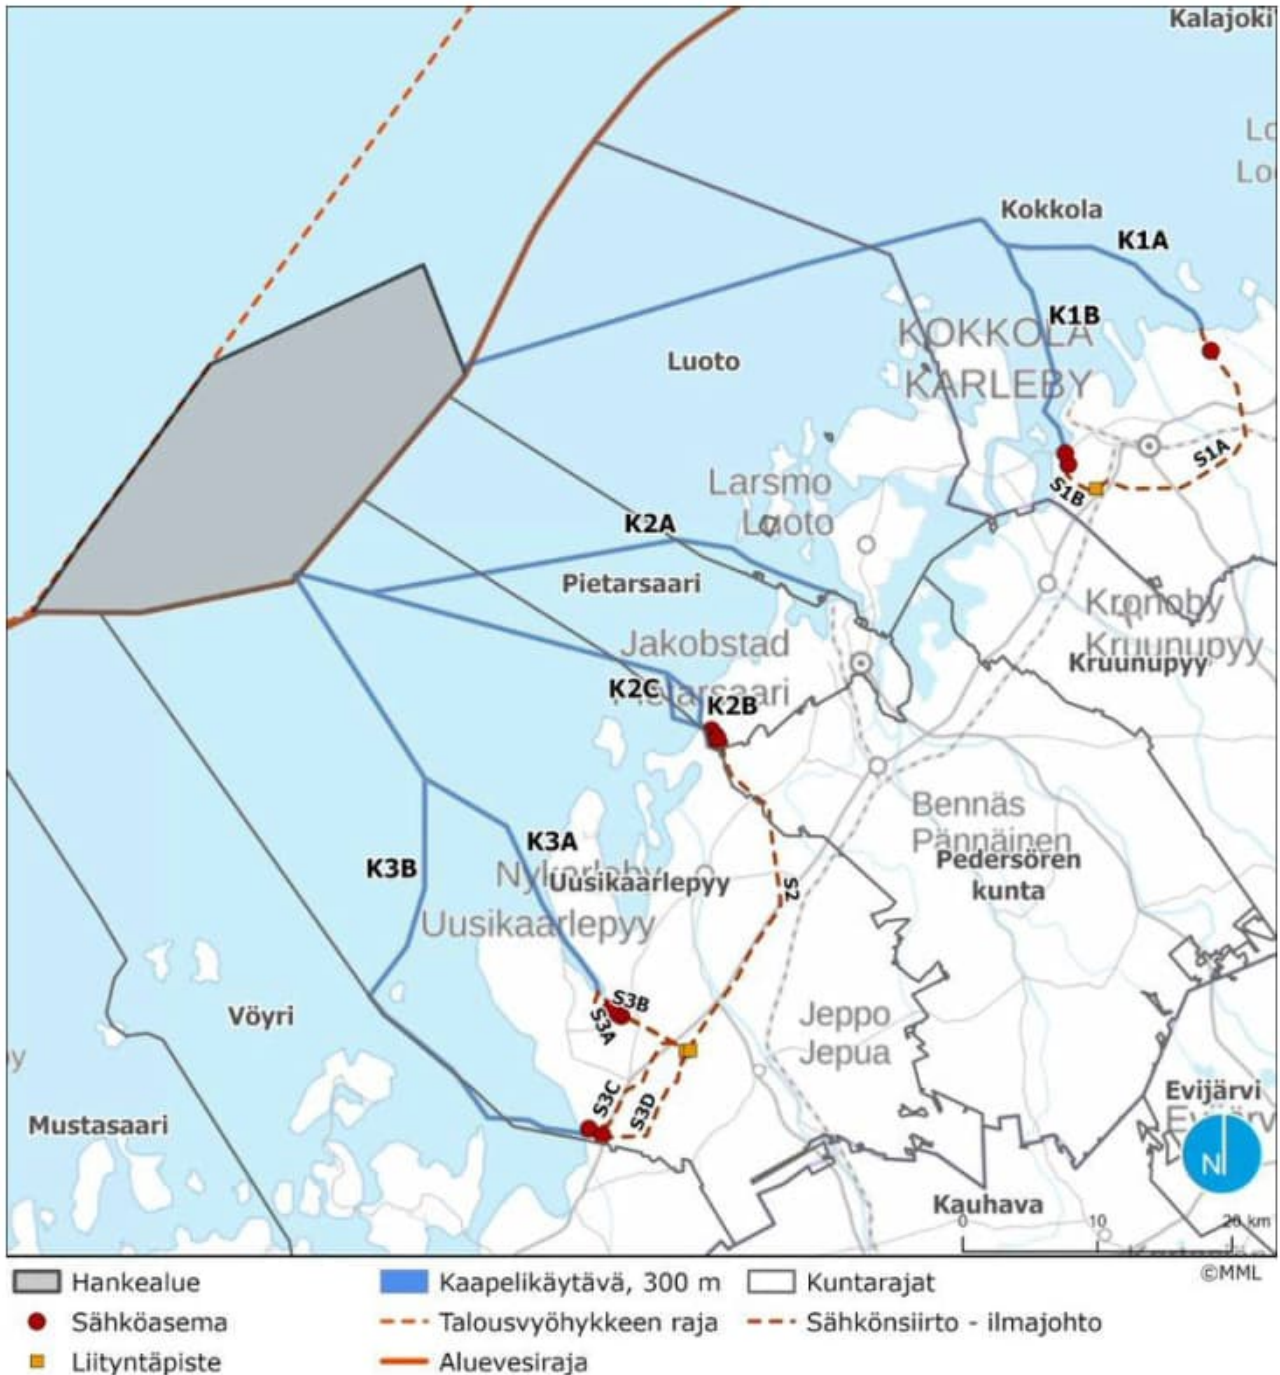 Kalajoki
Kokkola
K1A
K1B
KOKKOLA
KARLEBY
Luoto
S1A
S1B
Larsmo
Luoto
K2A
Pietarsaari
Kronoby
Kruunupyy
Kruunupyy
Jakobstad
Pietarsaari
K2C
K2B
Bennäs
Pännäinen
Pedersören
kunta
K3A
K3B
Nykarleby
Uusikaarlepyy
Uusikaarlepyy
S2
S3B
S3A
Vöyri
Jeppo
Jepua
S3C
S3D
Mustasaari
Evijärvi
N
Kauhava
0 10 20 km
©MML
Hankealue
Kaapelikäytävä, 300 m
Kuntarajat
Sähköasema
Talousvyöhykkeen raja
Sähkönsiirto - ilmajohto
Liityntäpiste
Aluevesiraja